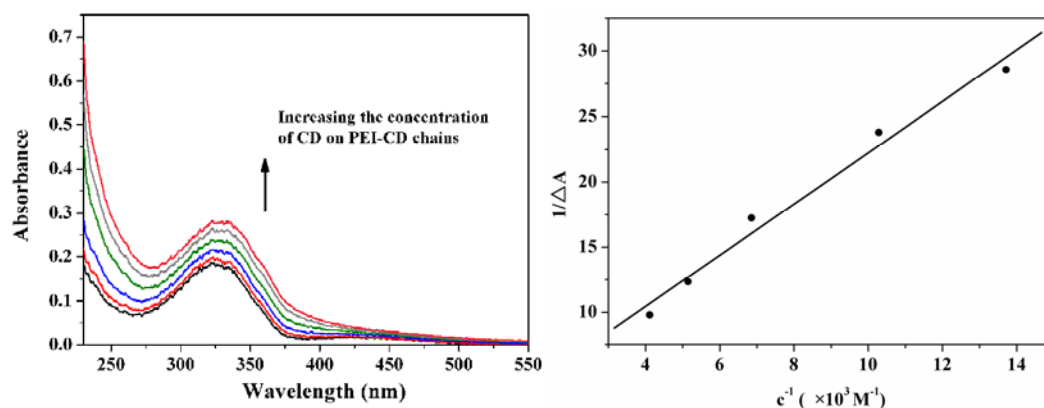 0.7
0.6
0.5
0.4
0.3
0.2
0.1
0.0
Absorbance
Increasing the concentration
of CD on PEI-CD chains
250 300 350 400 450 500 550
Wavelength (nm)
30
25
20
15
10
1/△A
4 6 8 10 12 14
c⁻¹ ( ×10³ M⁻¹)